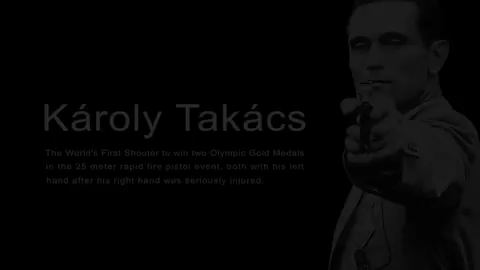 Károly Takács
The World's First Shooter to win two Olympic Gold Medals
in the 25 meter rapid fire pistol event, both with his left
hand after his right hand was seriously injured.